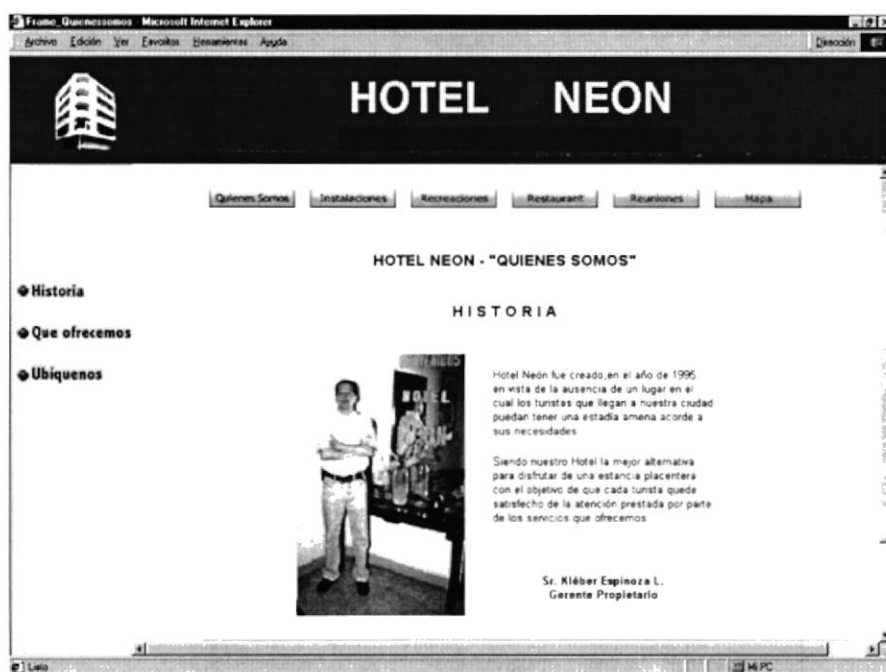 Frame_Quienessomos - Microsoft Internet Explorer
Archivo Edición Ver Favoritos Herramientas Ayuda Dirección
HOTEL NEON
Quienes Somos Instalaciones Recreaciones Restaurant Reuniones Mapa
HOTEL NEON - "QUIENES SOMOS"
Historia
Que ofrecemos
Ubíquenos
HISTORIA
HOTEL
Hotel Neón fue creado,en el año de 1995
en vista de la ausencia de un lugar en el
cual los turistas que llegan a nuestra ciudad
puedan tener una estadía amena acorde a
sus necesidades
Siendo nuestro Hotel la mejor alternativa
para disfrutar de una estancia placentera
con el objetivo de que cada turista quede
satisfecho de la atención prestada por parte
de los servicios que ofrecemos
Sr. Kléber Espinoza L.
Gerente Propietario
Listo Mi PC